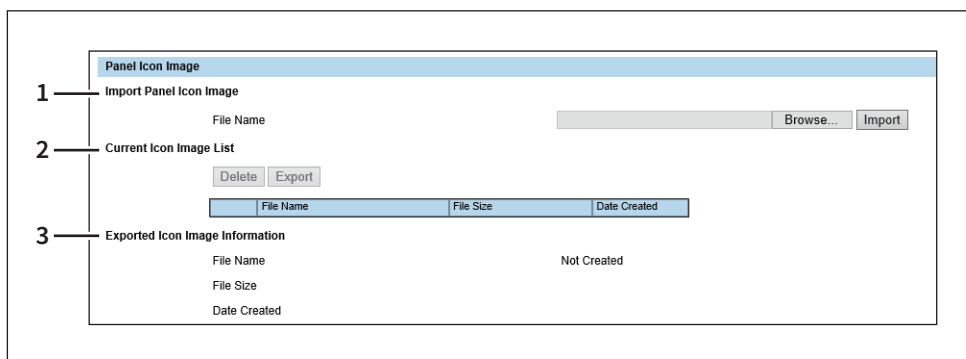 Panel Icon Image
1 Import Panel Icon Image
File Name Browse... Import
2 Current Icon Image List
Delete Export
File Name File Size Date Created
3 Exported Icon Image Information
File Name Not Created
File Size
Date Created